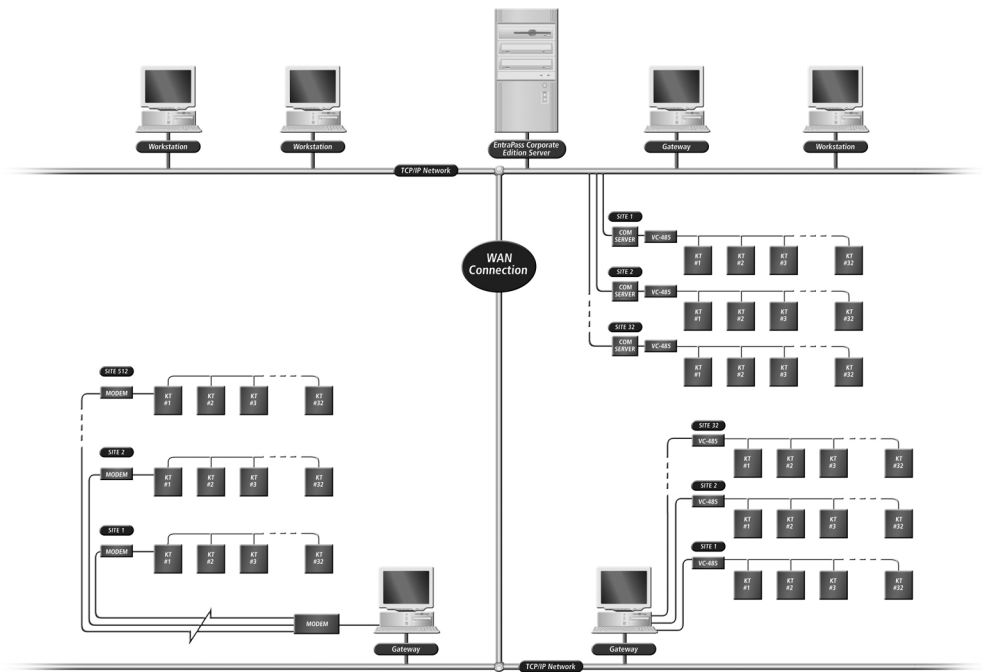 Workstation
Workstation
EntraPass Corporate
Edition Server
Gateway
Workstation
TCP/IP Network
WAN
Connection
SITE 1
COM
SERVER
VC-485
KT
#1
KT
#2
KT
#3
KT
#32
SITE 2
COM
SERVER
VC-485
KT
#1
KT
#2
KT
#3
KT
#32
SITE 32
COM
SERVER
VC-485
KT
#1
KT
#2
KT
#3
KT
#32
SITE 512
MODEM
KT
#1
KT
#2
KT
#3
KT
#32
SITE 2
MODEM
KT
#1
KT
#2
KT
#3
KT
#32
SITE 1
MODEM
KT
#1
KT
#2
KT
#3
KT
#32
MODEM
Gateway
SITE 32
VC-485
KT
#1
KT
#2
KT
#3
KT
#32
SITE 2
VC-485
KT
#1
KT
#2
KT
#3
KT
#32
SITE 1
VC-485
KT
#1
KT
#2
KT
#3
KT
#32
Gateway
TCP/IP Network